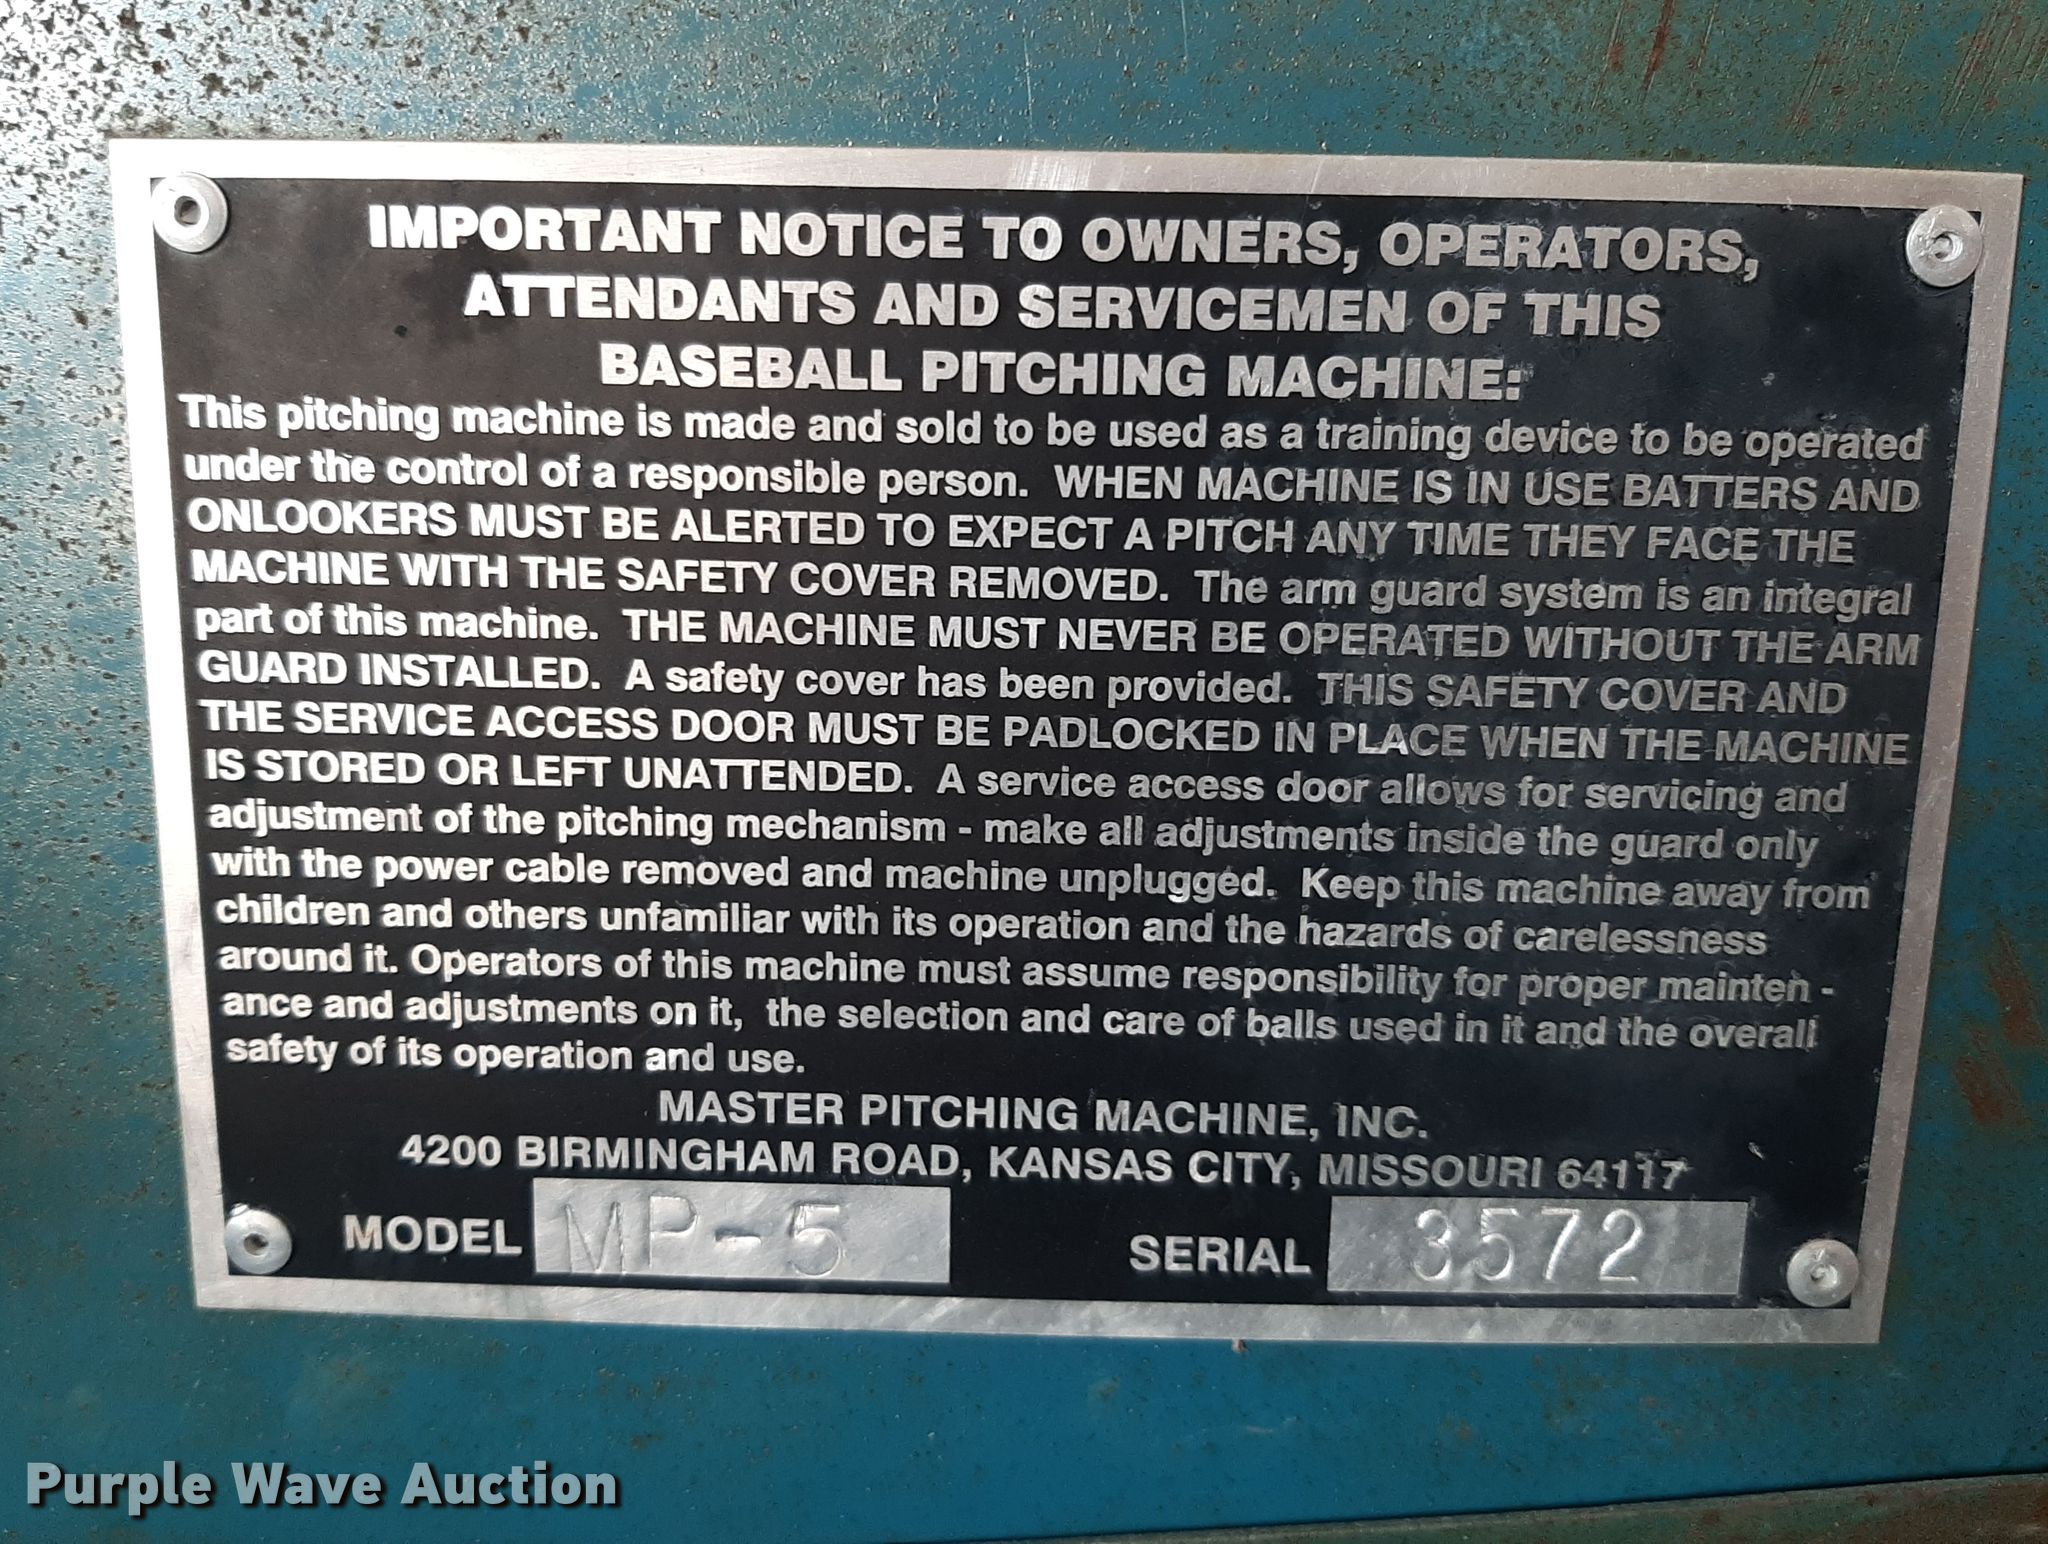 IMPORTANT NOTICE TO OWNERS, OPERATORS,
ATTENDANTS AND SERVICEMEN OF THIS
BASEBALL PITCHING MACHINE:
This pitching machine is made and sold to be used as a training device to be operated
under the control of a responsible person. WHEN MACHINE IS IN USE BATTERS AND
ONLOOKERS MUST BE ALERTED TO EXPECT A PITCH ANY TIME THEY FACE THE
MACHINE WITH THE SAFETY COVER REMOVED. The arm guard system is an integral
part of this machine. THE MACHINE MUST NEVER BE OPERATED WITHOUT THE ARM
GUARD INSTALLED. A safety cover has been provided. THIS SAFETY COVER AND
THE SERVICE ACCESS DOOR MUST BE PADLOCKED IN PLACE WHEN THE MACHINE
IS STORED OR LEFT UNATTENDED. A service access door allows for servicing and
adjustment of the pitching mechanism - make all adjustments inside the guard only
with the power cable removed and machine unplugged. Keep this machine away from
children and others unfamiliar with its operation and the hazards of carelessness
around it. Operators of this machine must assume responsibility for proper mainten -
ance and adjustments on it, the selection and care of balls used in it and the overall
safety of its operation and use.
MASTER PITCHING MACHINE, INC.
4200 BIRMINGHAM ROAD, KANSAS CITY, MISSOURI 64117
MODEL MP-5 SERIAL 3572
Purple Wave Auction